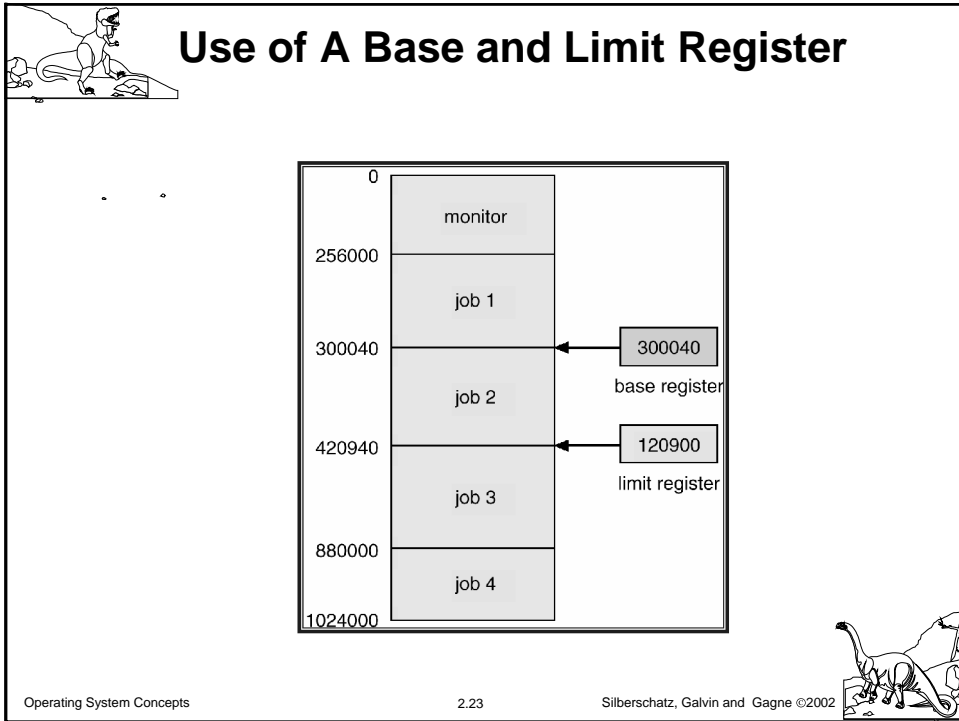 Use of A Base and Limit Register
0
monitor
256000
job 1
300040
300040
base register
job 2
420940
120900
limit register
job 3
880000
job 4
1024000
Operating System Concepts
2.23
Silberschatz, Galvin and Gagne ©2002